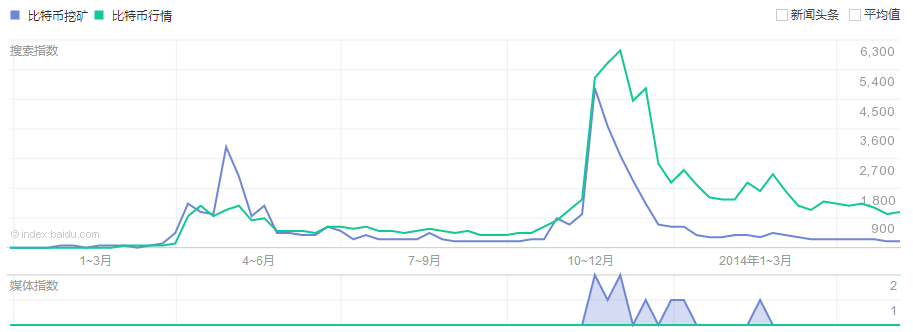 比特币挖矿 比特币行情 新闻头条 平均值
搜索指数
6,300
5,400
4,500
3,600
2,700
1,800
900
@index.baidu.com
1~3月 4~6月 7~9月 10~12月 2014年1~3月
媒体指数
2
1